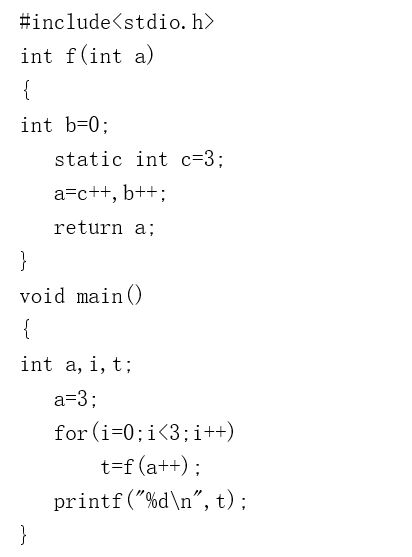 #include<stdio.h>
int f(int a)
{
int b=0;
static int c=3;
a=c++,b++;
return a;
}
void main()
{
int a,i,t;
a=3;
for(i=0;i<3;i++)
t=f(a++);
printf("%d\n",t);
}